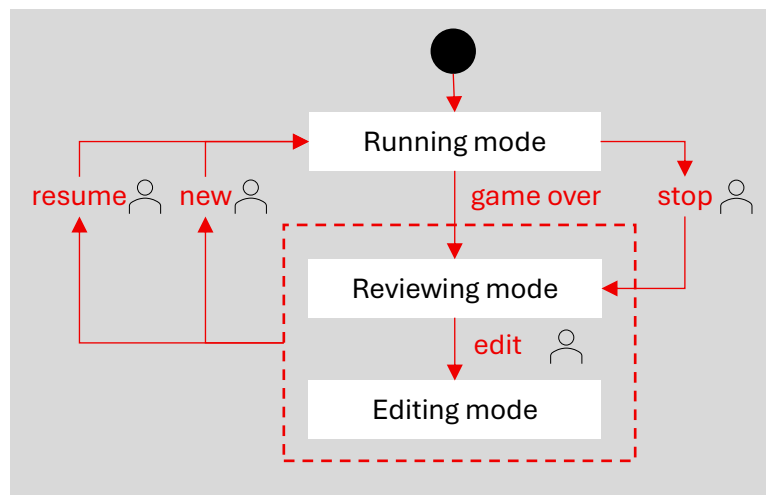 Running mode
resume
new
game over
stop
Reviewing mode
edit
Editing mode